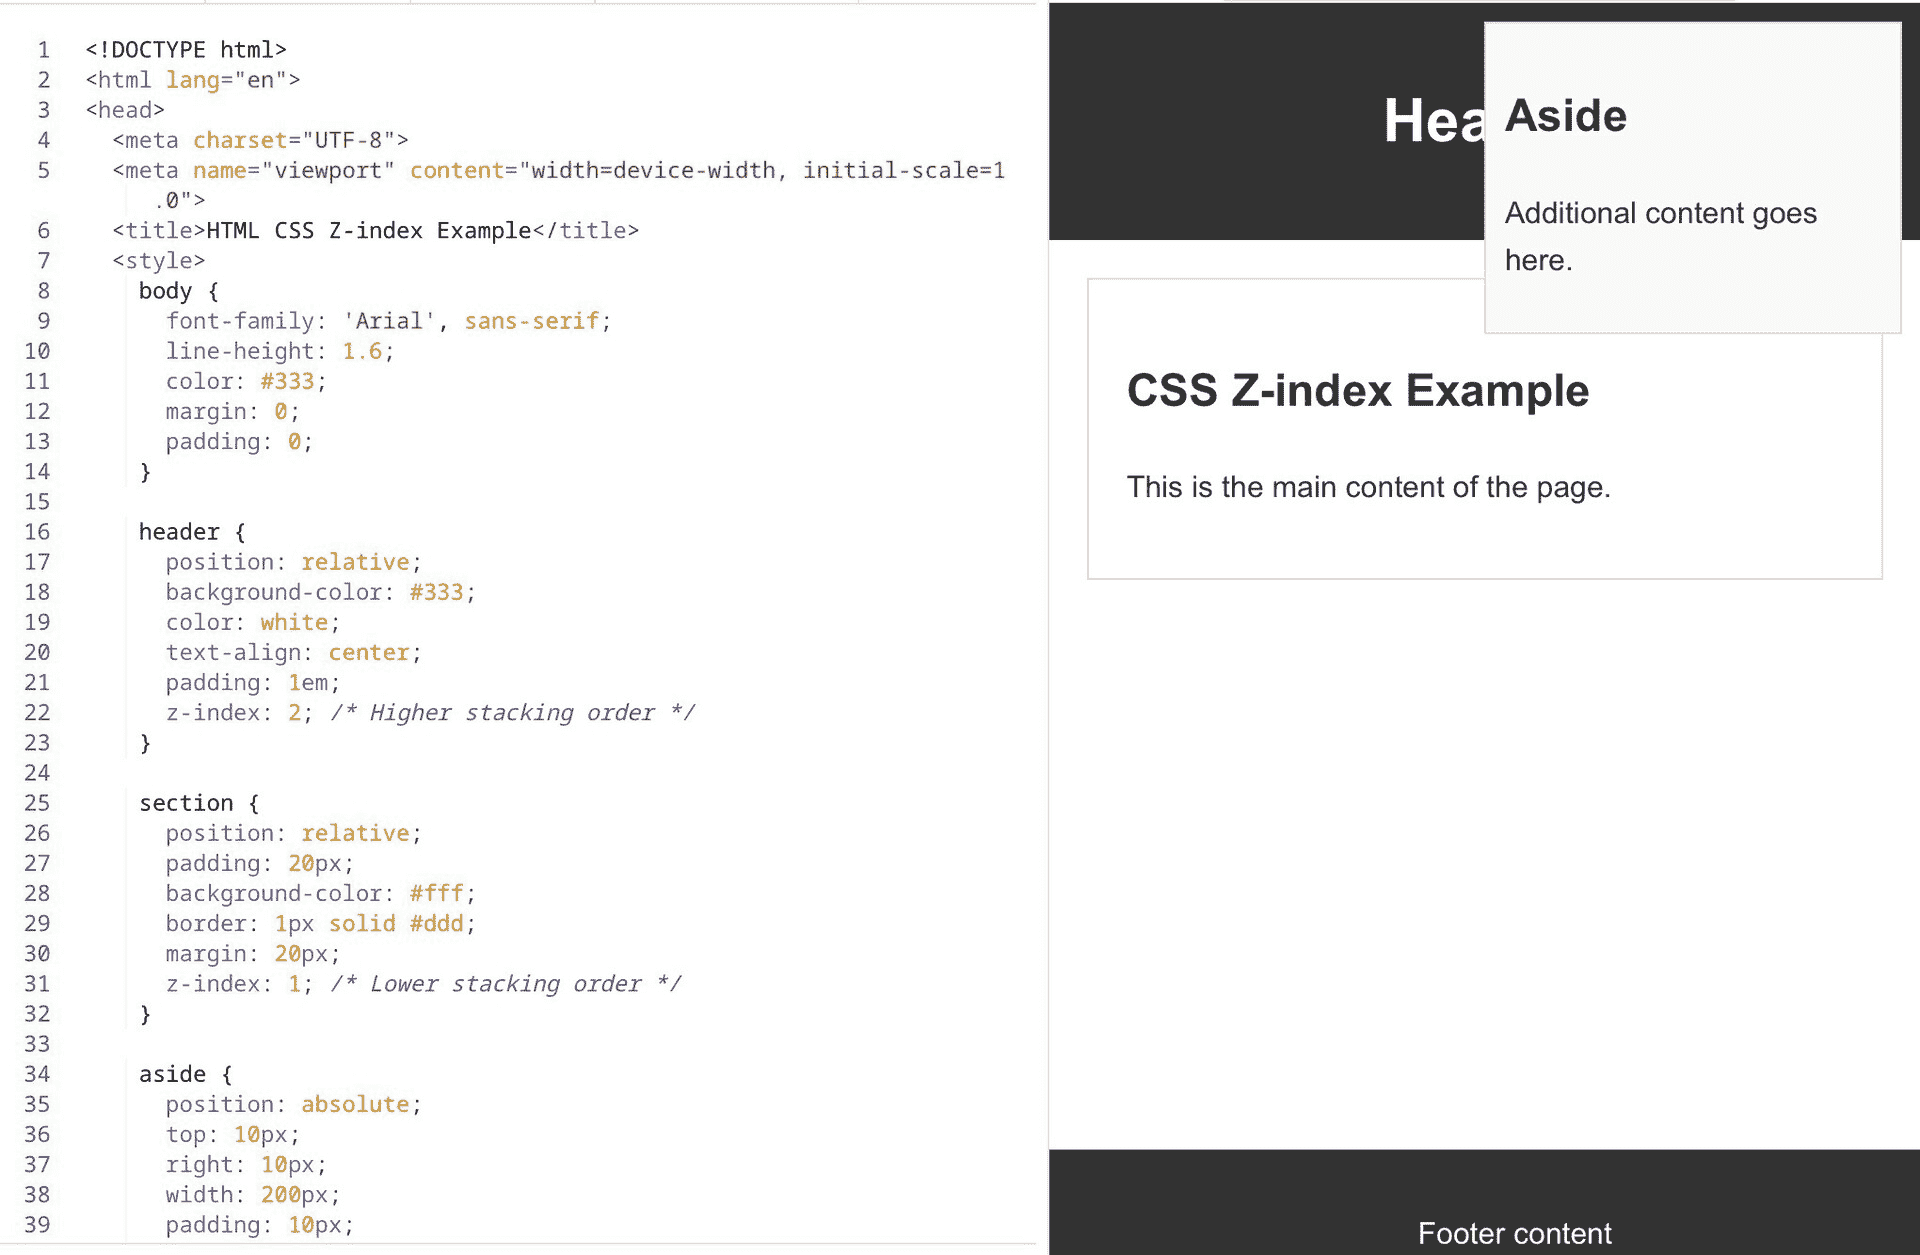 1 <!DOCTYPE html>
2 <html lang="en">
3 <head>
4 <meta charset="UTF-8">
5 <meta name="viewport" content="width=device-width, initial-scale=1
.0">
6 <title>HTML CSS Z-index Example</title>
7 <style>
8 body {
9 font-family: 'Arial', sans-serif;
10 line-height: 1.6;
11 color: #333;
12 margin: 0;
13 padding: 0;
14 }
15
16 header {
17 position: relative;
18 background-color: #333;
19 color: white;
20 text-align: center;
21 padding: 1em;
22 z-index: 2; /* Higher stacking order */
23 }
24
25 section {
26 position: relative;
27 padding: 20px;
28 background-color: #fff;
29 border: 1px solid #ddd;
30 margin: 20px;
31 z-index: 1; /* Lower stacking order */
32 }
33
34 aside {
35 position: absolute;
36 top: 10px;
37 right: 10px;
38 width: 200px;
39 padding: 10px;
Hea
Aside
Additional content goes
here.
CSS Z-index Example
This is the main content of the page.
Footer content